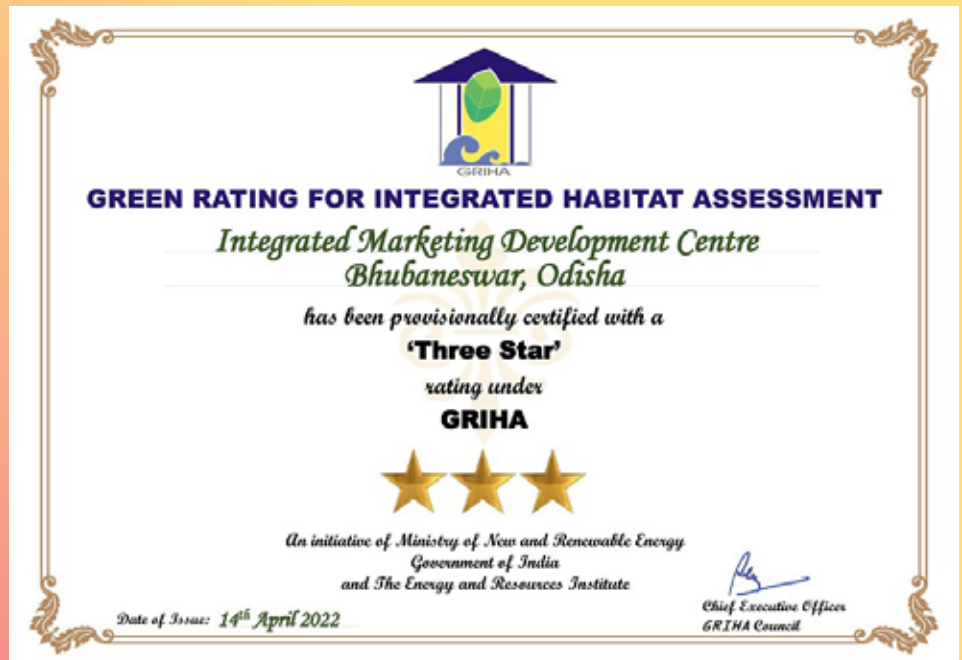 GRIHA
GREEN RATING FOR INTEGRATED HABITAT ASSESSMENT
Integrated Marketing Development Centre
Bhubaneswar, Odisha
has been provisionally certified with a
‘Three Star’
rating under
GRIHA
An initiative of Ministry of New and Renewable Energy
Government of India
and The Energy and Resources Institute
Chief Executive Officer
GRIHA Council
Date of Issue: 14th April 2022